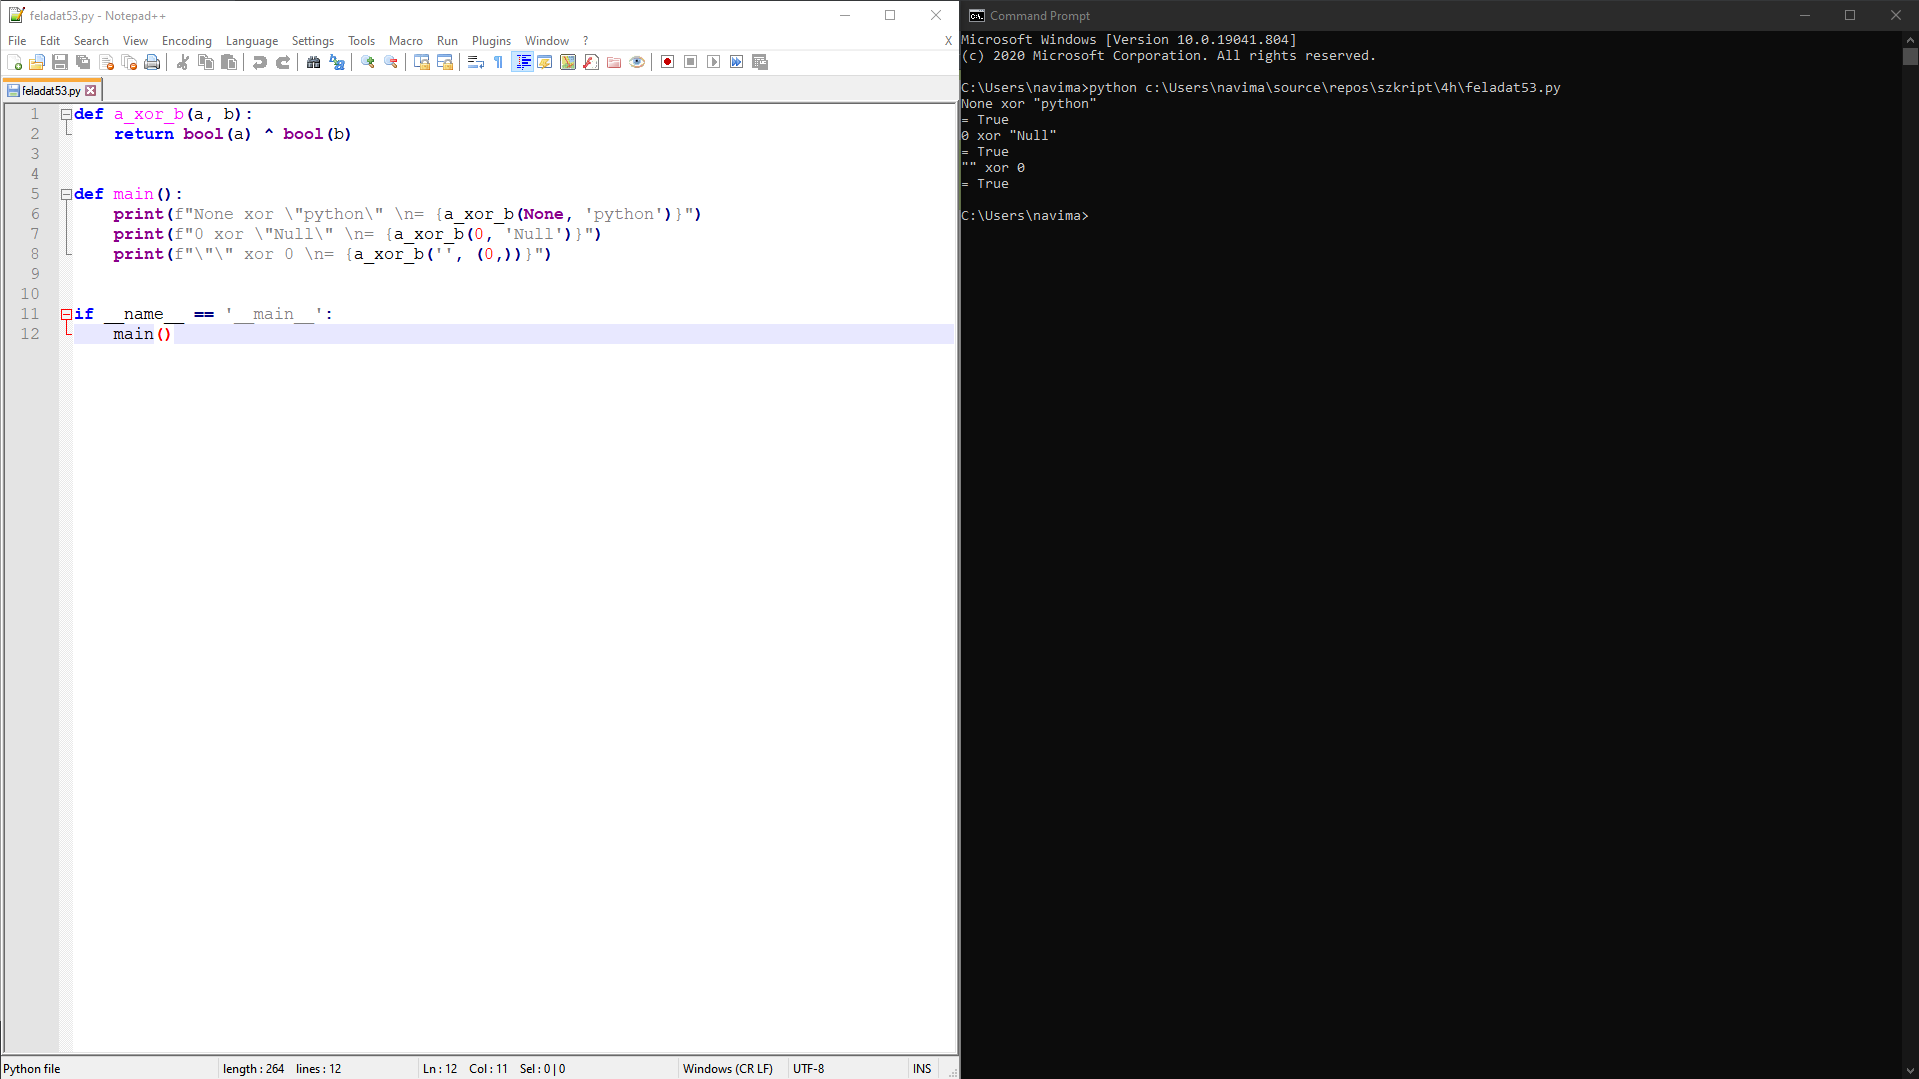 feladat53.py - Notepad++
File Edit Search View Encoding Language Settings Tools Macro Run Plugins Window ? X
feladat53.py
1 def a_xor_b(a, b):
2     return bool(a) ^ bool(b)
3
4
5 def main():
6     print(f"None xor \"python\" \n= {a_xor_b(None, 'python')}")
7     print(f"0 xor \"Null\" \n= {a_xor_b(0, 'Null')}")
8     print(f"\"\" xor 0 \n= {a_xor_b('', (0,))}")
9
10
11 if __name__ == '__main__':
12     main()
Python file length : 264 lines : 12 Ln : 12 Col : 11 Sel : 0 | 0 Windows (CR LF) UTF-8 INS
Command Prompt
Microsoft Windows [Version 10.0.19041.804]
(c) 2020 Microsoft Corporation. All rights reserved.
C:\Users\navima>python c:\Users\navima\source\repos\szkript\4h\feladat53.py
None xor "python"
= True
0 xor "Null"
= True
"" xor 0
= True
C:\Users\navima>